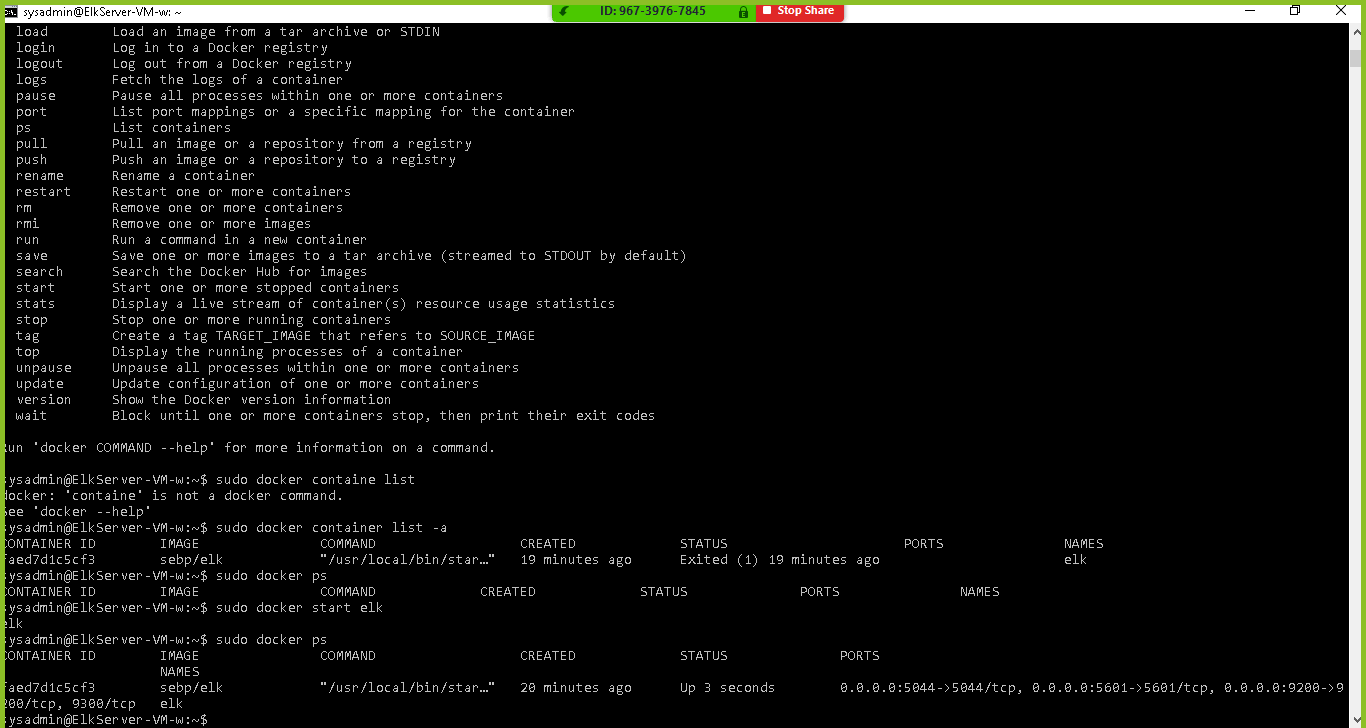 sysadmin@ElkServer-VM-w: ~
ID: 967-3976-7845
Stop Share
load Load an image from a tar archive or STDIN
login Log in to a Docker registry
logout Log out from a Docker registry
logs Fetch the logs of a container
pause Pause all processes within one or more containers
port List port mappings or a specific mapping for the container
ps List containers
pull Pull an image or a repository from a registry
push Push an image or a repository to a registry
rename Rename a container
restart Restart one or more containers
rm Remove one or more containers
rmi Remove one or more images
run Run a command in a new container
save Save one or more images to a tar archive (streamed to STDOUT by default)
search Search the Docker Hub for images
start Start one or more stopped containers
stats Display a live stream of container(s) resource usage statistics
stop Stop one or more running containers
tag Create a tag TARGET_IMAGE that refers to SOURCE_IMAGE
top Display the running processes of a container
unpause Unpause all processes within one or more containers
update Update configuration of one or more containers
version Show the Docker version information
wait Block until one or more containers stop, then print their exit codes
Run 'docker COMMAND --help' for more information on a command.
sysadmin@ElkServer-VM-w:~$ sudo docker containe list
docker: 'containe' is not a docker command.
See 'docker --help'
sysadmin@ElkServer-VM-w:~$ sudo docker container list -a
CONTAINER ID IMAGE COMMAND CREATED STATUS PORTS NAMES
faed7d1c5cf3 sebp/elk "/usr/local/bin/star…" 19 minutes ago Exited (1) 19 minutes ago elk
sysadmin@ElkServer-VM-w:~$ sudo docker ps
CONTAINER ID IMAGE COMMAND CREATED STATUS PORTS NAMES
sysadmin@ElkServer-VM-w:~$ sudo docker start elk
elk
sysadmin@ElkServer-VM-w:~$ sudo docker ps
CONTAINER ID IMAGE COMMAND CREATED STATUS PORTS
NAMES
faed7d1c5cf3 sebp/elk "/usr/local/bin/star…" 20 minutes ago Up 3 seconds 0.0.0.0:5044->5044/tcp, 0.0.0.0:5601->5601/tcp, 0.0.0.0:9200->9
200/tcp, 9300/tcp elk
sysadmin@ElkServer-VM-w:~$